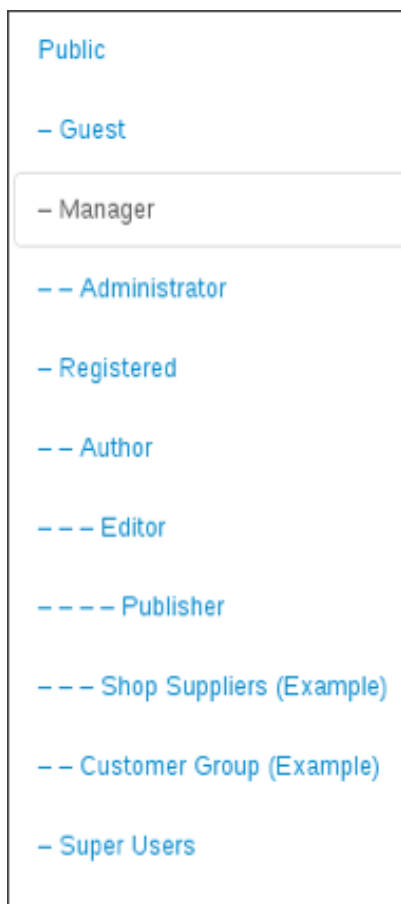 Public
– Guest
– Manager
– – Administrator
– Registered
– – Author
– – – Editor
– – – – Publisher
– – – Shop Suppliers (Example)
– – Customer Group (Example)
– Super Users